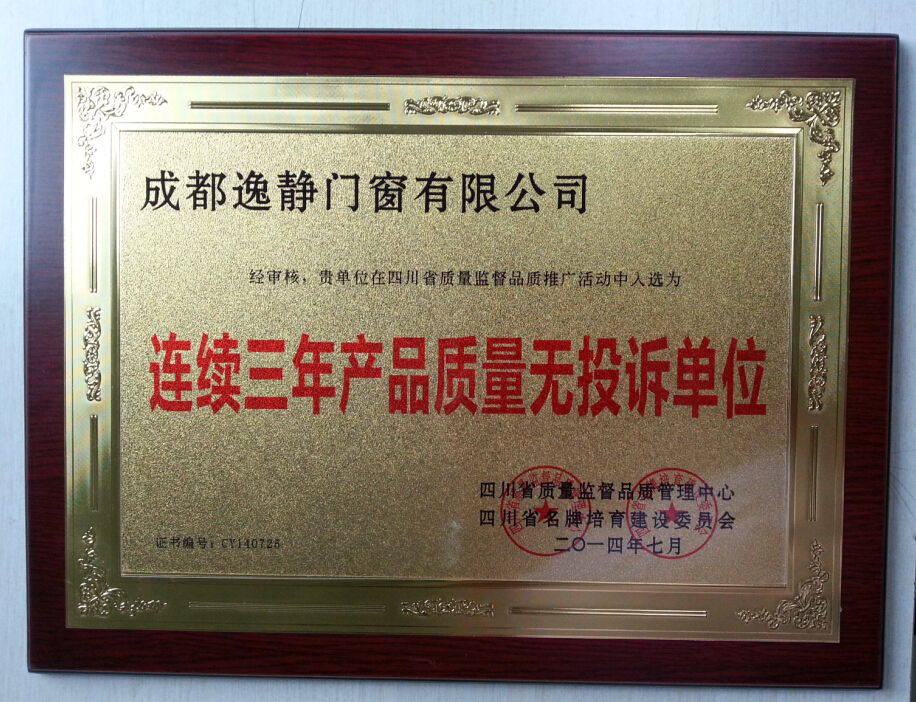 成都逸静门窗有限公司
经审核，贵单位在四川省质量监督品质推广活动中入选为
连续三年产品质量无投诉单位
四川省质量监督品质管理中心
四川省名牌培育建设委员会
证书编号：CY140726
二〇一四年七月